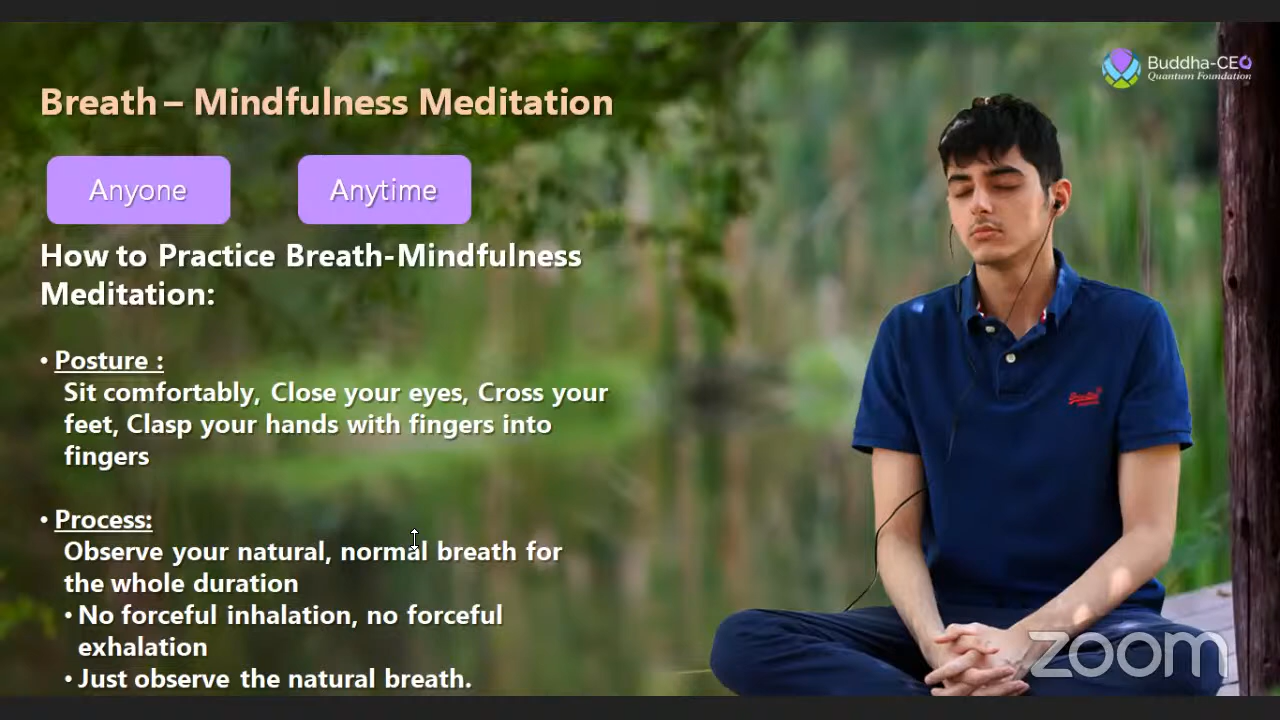 Buddha-CEO
Quantum Foundation
Breath – Mindfulness Meditation
Anyone
Anytime
How to Practice Breath-Mindfulness
Meditation:
• Posture :
Sit comfortably, Close your eyes, Cross your
feet, Clasp your hands with fingers into
fingers
• Process:
Observe your natural, normal breath for
the whole duration
• No forceful inhalation, no forceful
exhalation
• Just observe the natural breath.
zoom